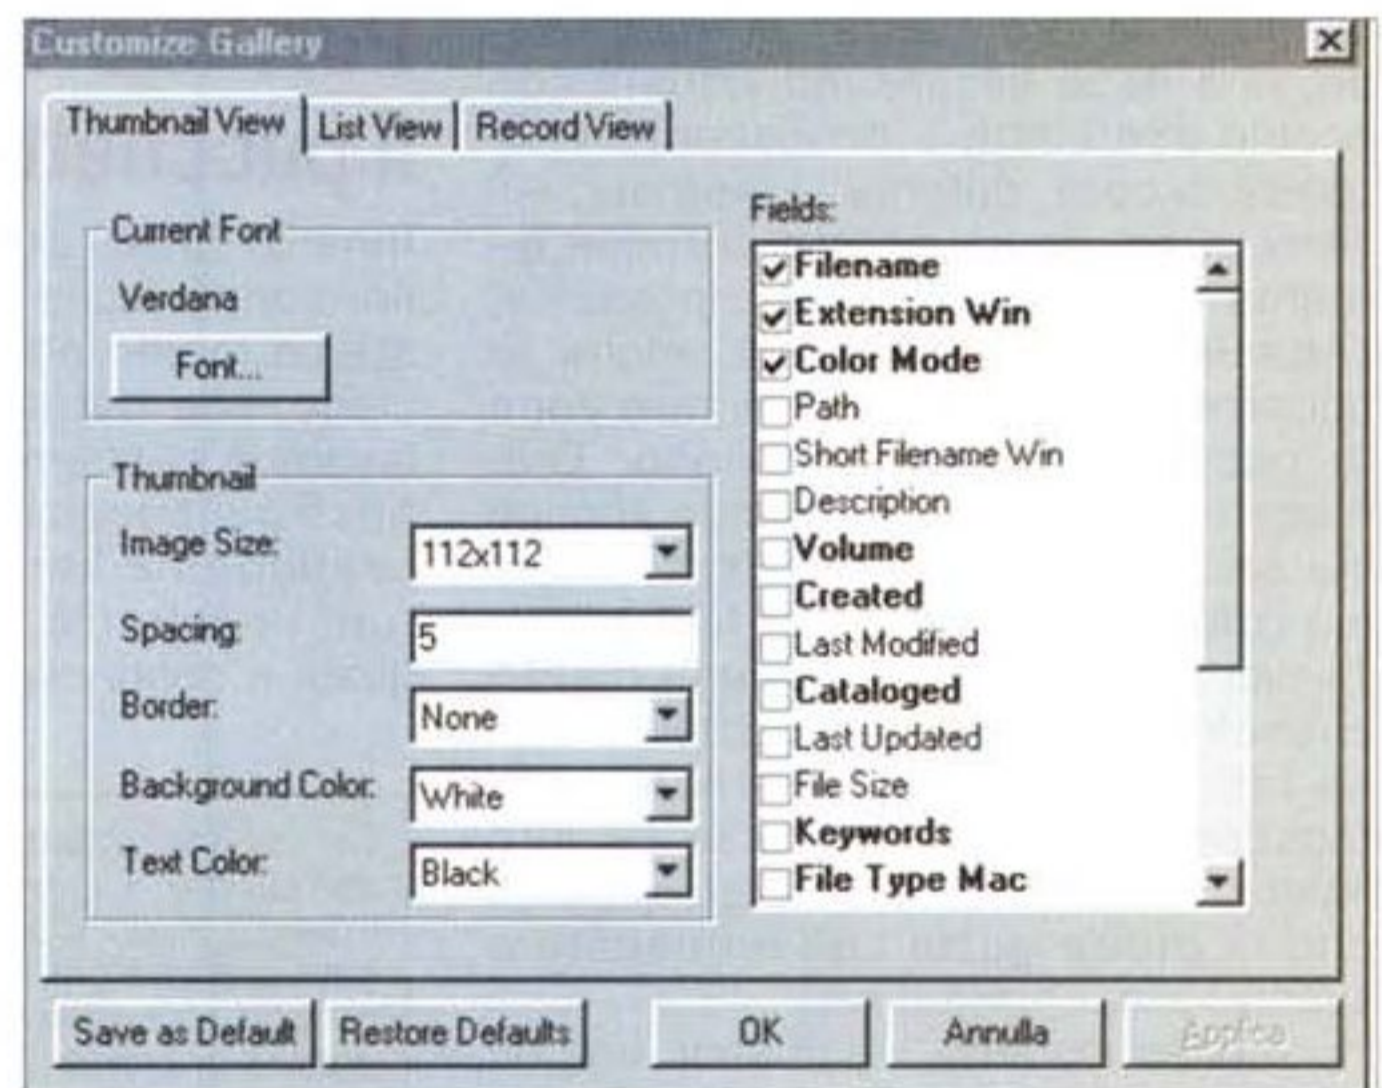 Customize Gallery
Thumbnail View
List View
Record View
Current Font
Verdana
Font...
Thumbnail
Image Size:
112x112
Spacing:
5
Border:
None
Background Color:
White
Text Color:
Black
Fields:
Filename
Extension Win
Color Mode
Path
Short Filename Win
Description
Volume
Created
Last Modified
Cataloged
Last Updated
File Size
Keywords
File Type Mac
Save as Default
Restore Defaults
OK
Annulla
Applica